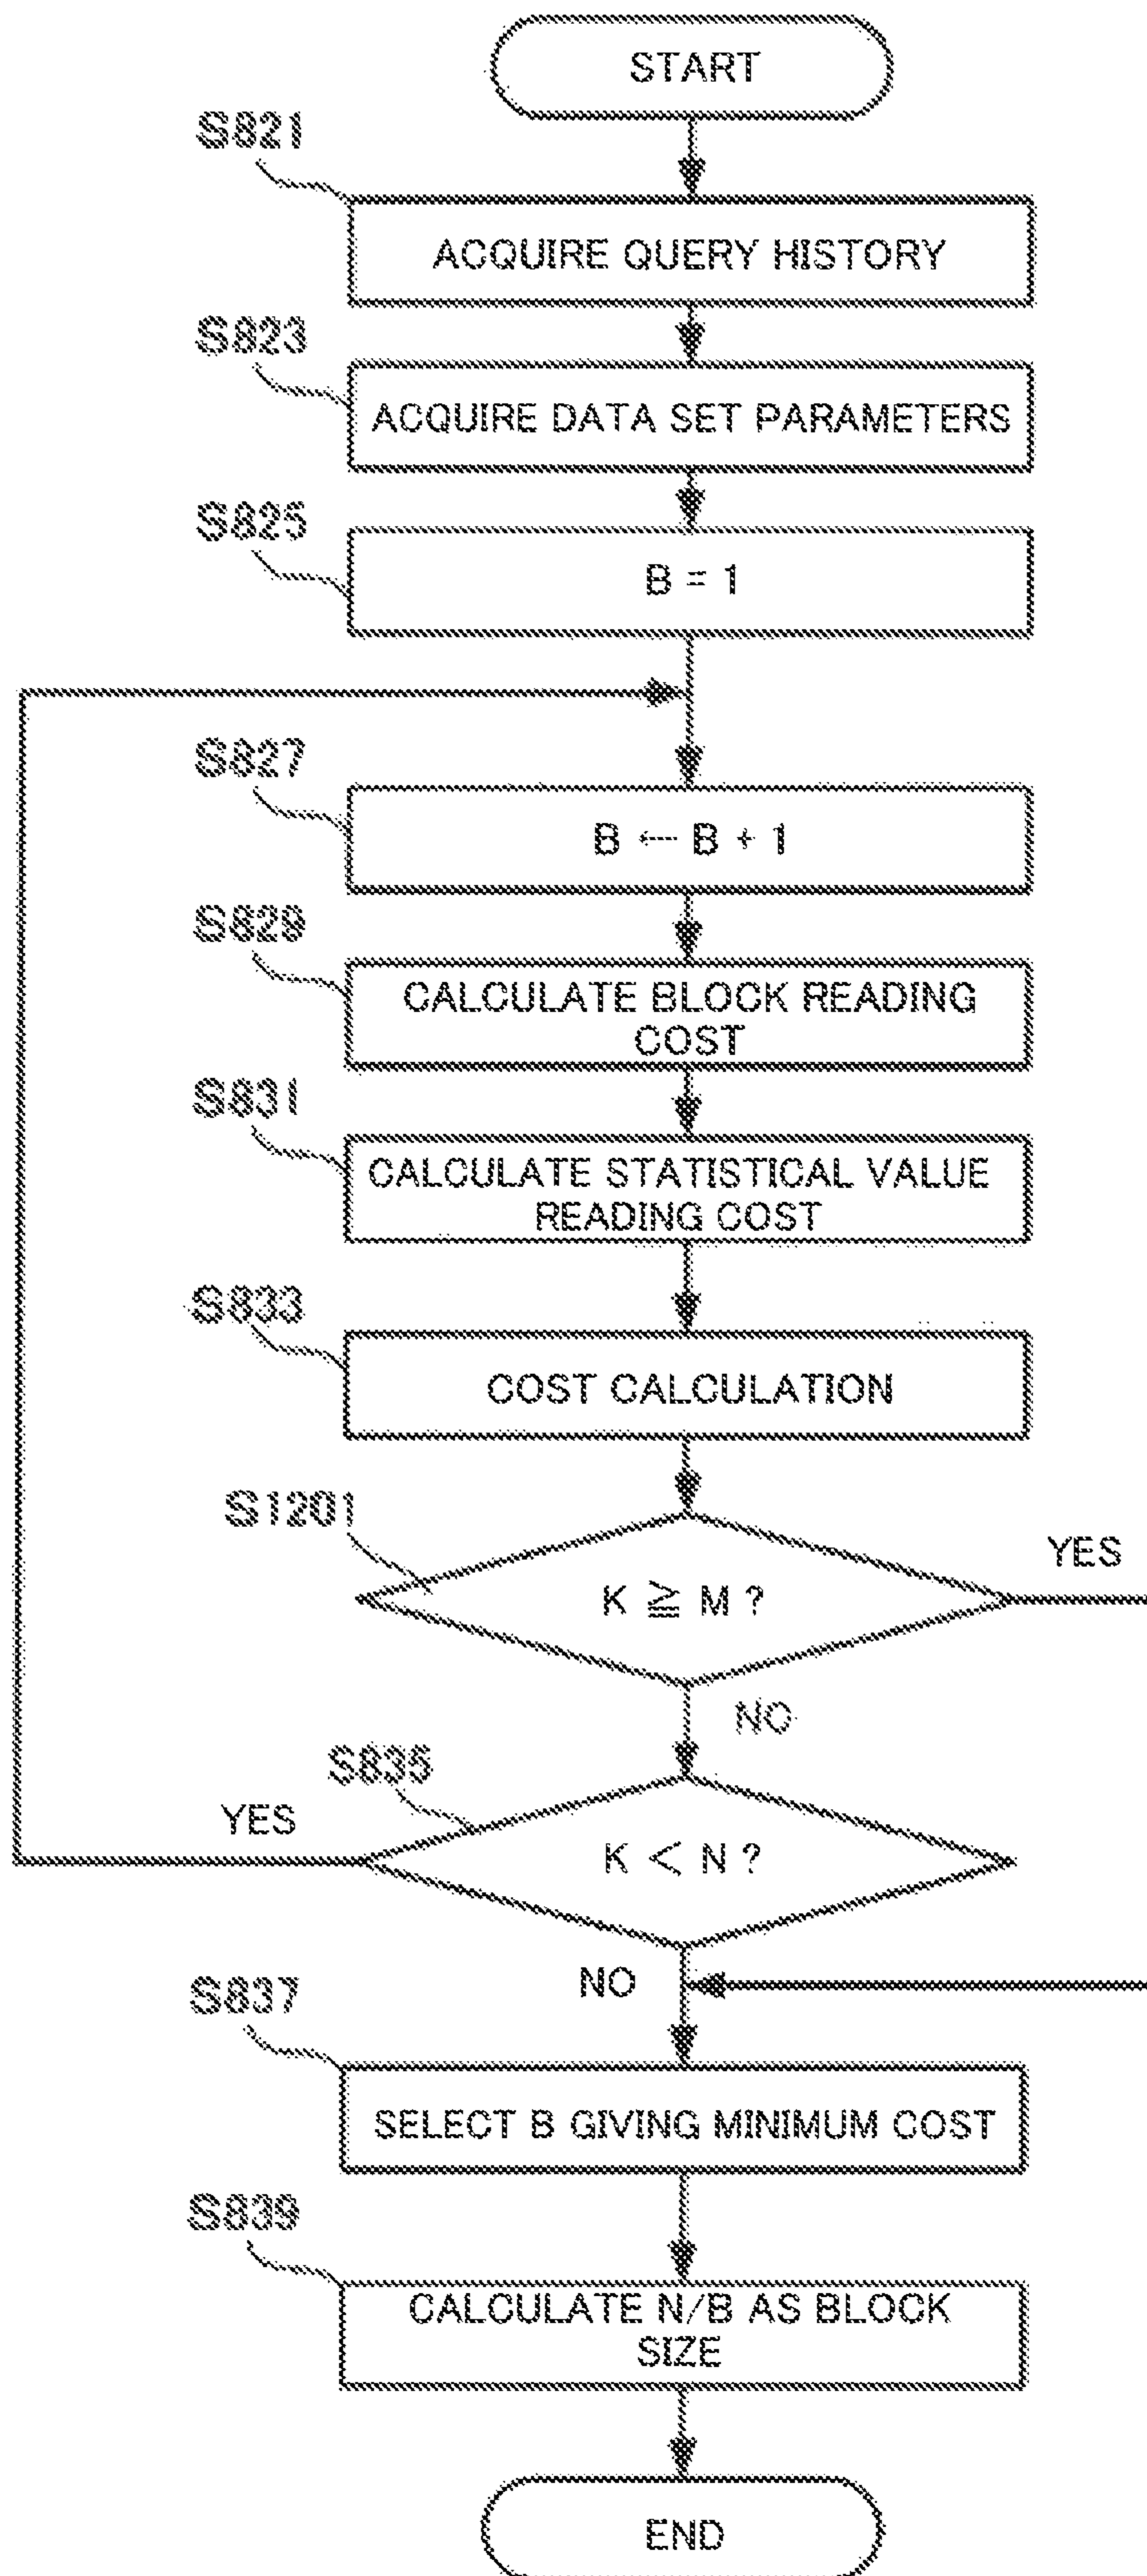 START
S821
ACQUIRE QUERY HISTORY
S823
ACQUIRE DATA SET PARAMETERS
S825
B = 1
S827
B ← B + 1
S829
CALCULATE BLOCK READING
COST
S831
CALCULATE STATISTICAL VALUE
READING COST
S833
COST CALCULATION
S1201
K ≧ M ?
YES
NO
S835
YES
K < N ?
NO
S837
SELECT B GIVING MINIMUM COST
S839
CALCULATE N/B AS BLOCK
SIZE
END